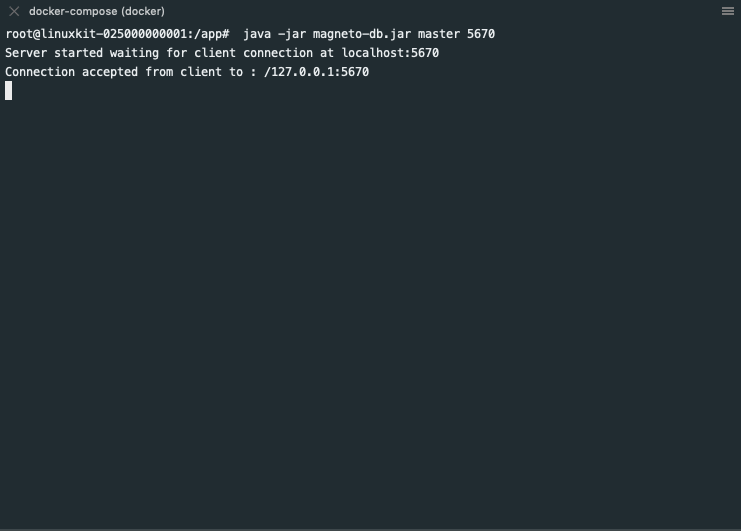 docker-compose (docker)
root@linuxkit-025000000001:/app#  java -jar magneto-db.jar master 5670
Server started waiting for client connection at localhost:5670
Connection accepted from client to : /127.0.0.1:5670